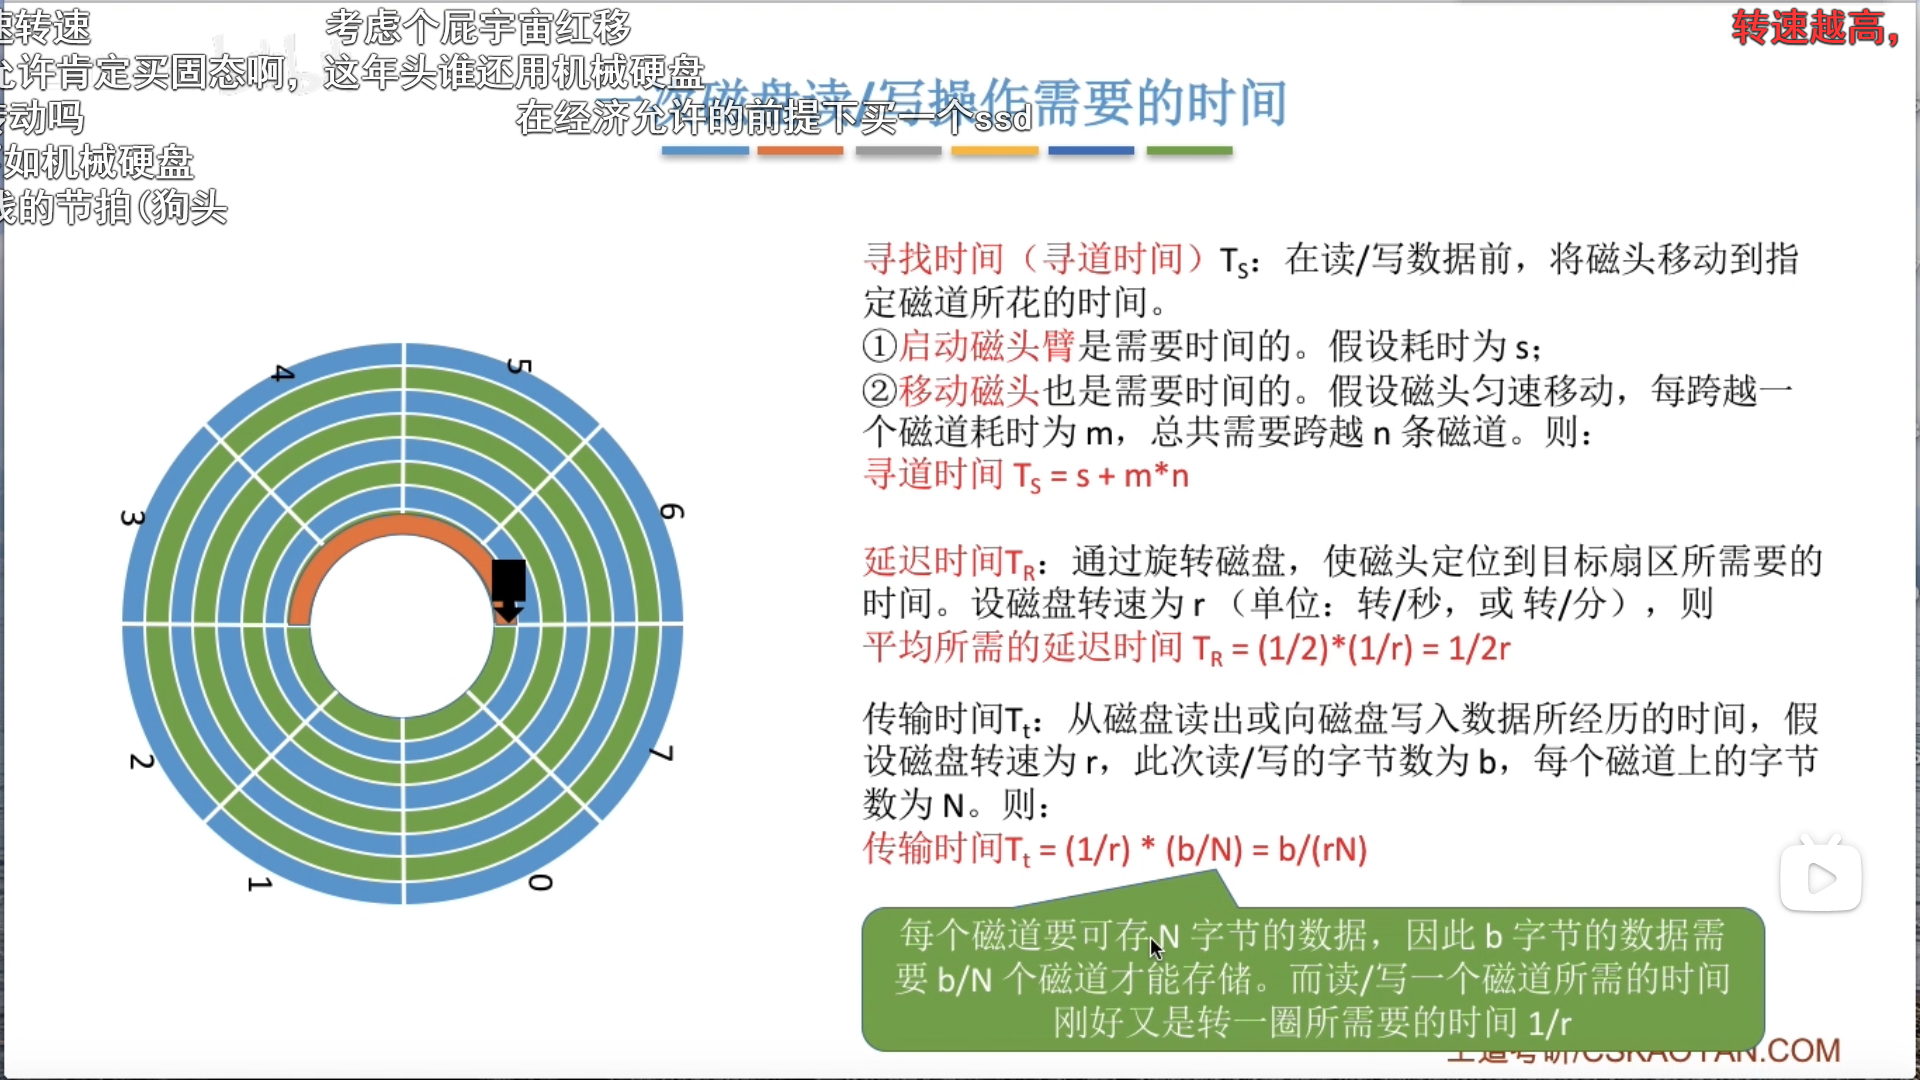 速转速
考虑个屁宇宙红移
转速越高,
允许肯定买固态啊，这年头谁还用机械硬盘
一次磁盘读/写操作需要的时间
转动吗
在经济允许的前提下买一个ssd
如机械硬盘
的节拍(狗头
寻找时间（寻道时间）TS：在读/写数据前，将磁头移动到指
定磁道所花的时间。
①启动磁头臂是需要时间的。假设耗时为 s；
②移动磁头也是需要时间的。假设磁头匀速移动，每跨越一
个磁道耗时为 m，总共需要跨越 n 条磁道。则：
寻道时间 TS = s + m*n
延迟时间TR：通过旋转磁盘，使磁头定位到目标扇区所需要的
时间。设磁盘转速为 r （单位：转/秒，或 转/分），则
平均所需的延迟时间 TR = (1/2)*(1/r) = 1/2r
传输时间Tt：从磁盘读出或向磁盘写入数据所经历的时间，假
设磁盘转速为 r，此次读/写的字节数为 b，每个磁道上的字节
数为 N。则：
传输时间Tt = (1/r) * (b/N) = b/(rN)
每个磁道要可存 N 字节的数据，因此 b 字节的数据需
要 b/N 个磁道才能存储。而读/写一个磁道所需的时间
刚好又是转一圈所需要的时间 1/r
王道考研/CSKAOYAN.COM
4
5
3
6
2
7
1
0